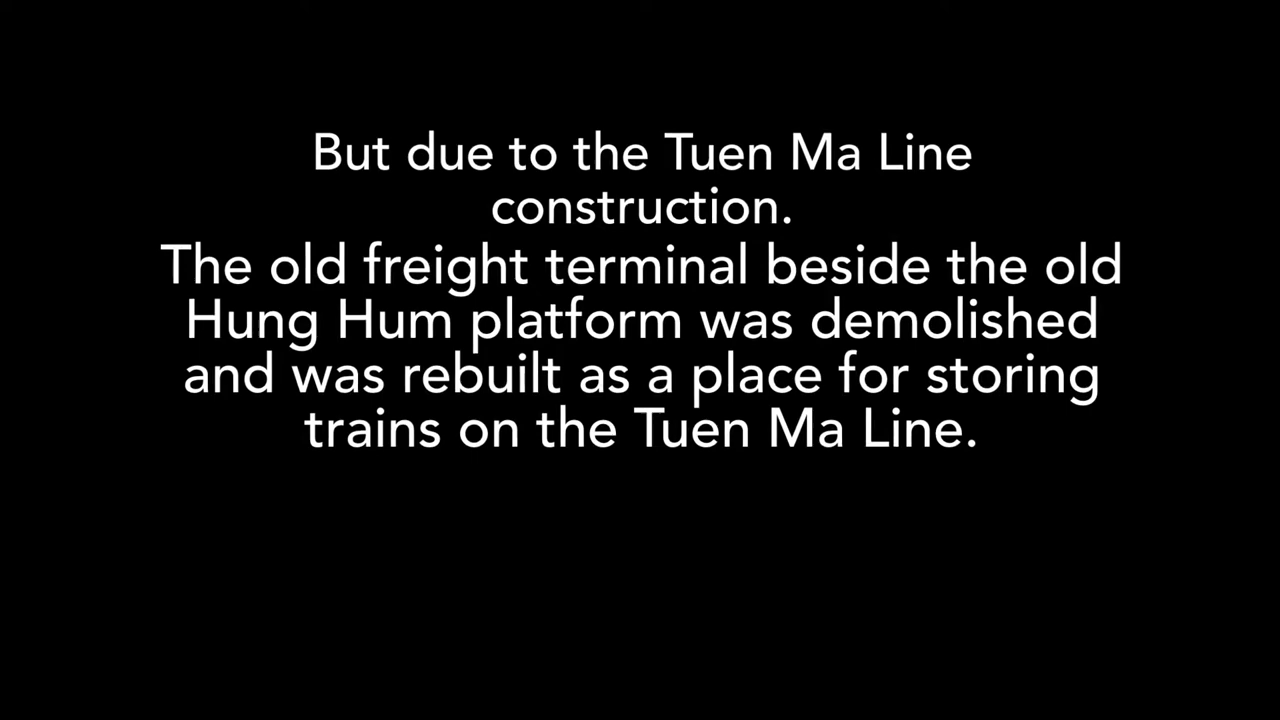 But due to the Tuen Ma Line
construction.
The old freight terminal beside the old
Hung Hum platform was demolished
and was rebuilt as a place for storing
trains on the Tuen Ma Line.